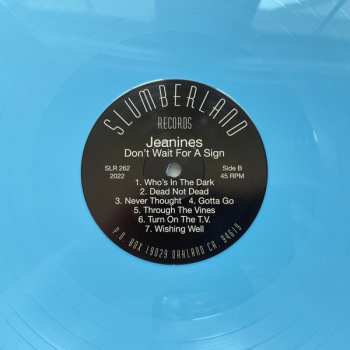 SLUMBERLAND
RECORDS
Jeanines
Don't Wait For A Sign
SLR 262 Side B
2022 45 RPM
1. Who's In The Dark
2. Dead Not Dead
3. Never Thought 4. Gotta Go
5. Through The Vines
6. Turn On The T.V.
7. Wishing Well
P.O. BOX 19029 OAKLAND CA. 94619